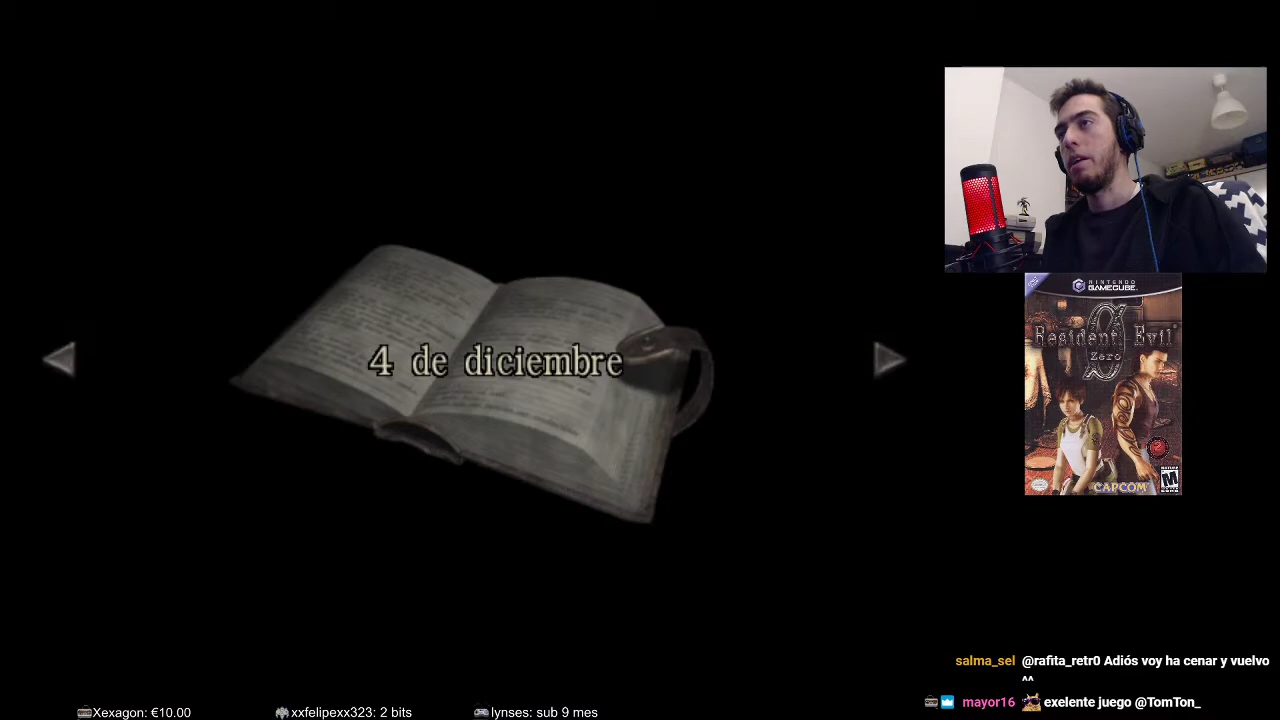 4 de diciembre
NINTENDO
GAMECUBE
Resident Evil
Zero
MATURE
M
CAPCOM
salma_sel @rafita_retr0 Adiós voy ha cenar y vuelvo
^^
mayor16 exelente juego @TomTon_
Xexagon: €10.00 xxfelipexx323: 2 bits lynses: sub 9 mes